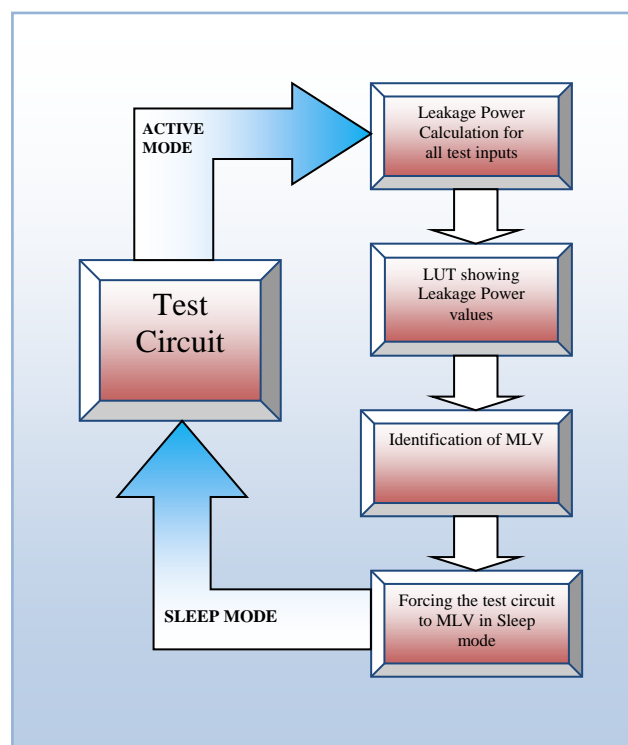 ACTIVE
MODE
Leakage Power
Calculation for
all test inputs
LUT showing
Leakage Power
values
Test
Circuit
Identification of MLV
Forcing the test circuit
to MLV in Sleep
mode
SLEEP MODE